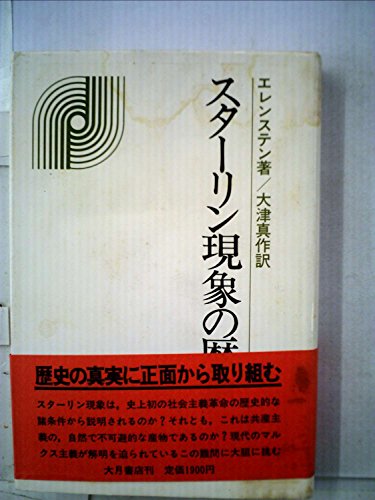 エレンステン著/大津真作訳
スターリン現象の歴
歴史の真実に正面から取り組む
スターリン現象は，史上初の社会主義革命の歴史的な
諸条件から説明されるのか？それとも，これは共産主
義の，自然で不可避的な産物であるのか？現代のマル
クス主義が解明を迫られているこの難問に大胆に挑む
大月書店刊 定価1900円